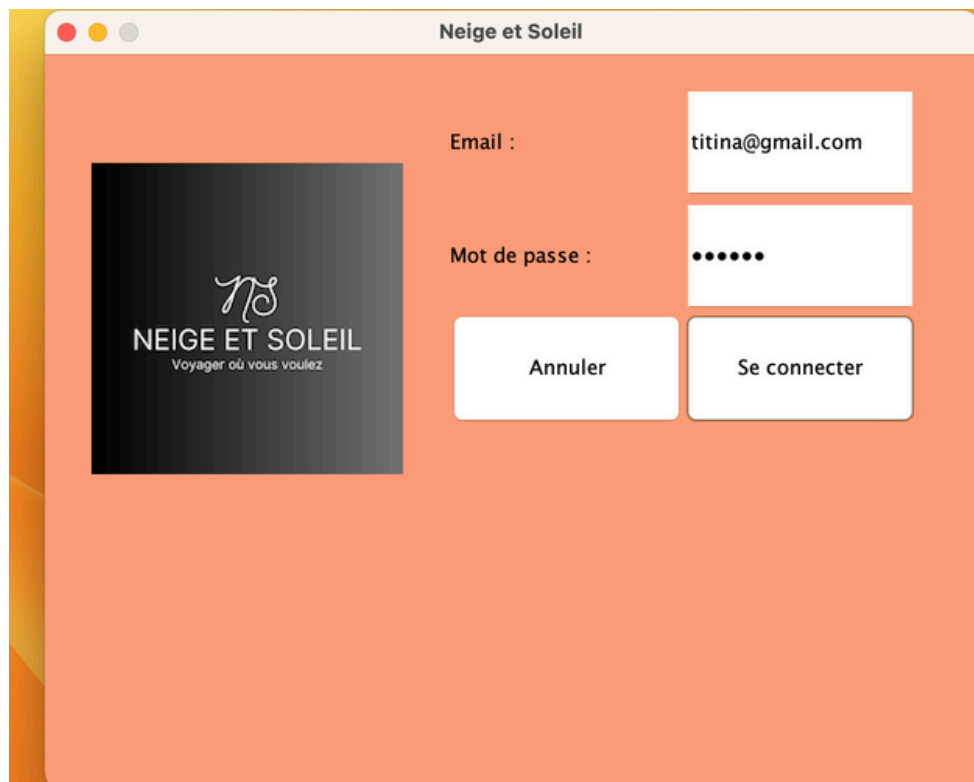 Neige et Soleil
Email :
titina@gmail.com
Mot de passe :
••••••
Annuler
Se connecter
NS
NEIGE ET SOLEIL
Voyager où vous voulez